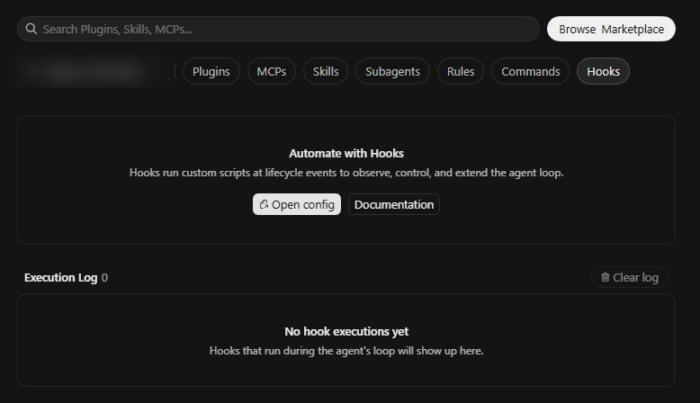 Search Plugins, Skills, MCPs...
Browse Marketplace
Plugins
MCPs
Skills
Subagents
Rules
Commands
Hooks
Automate with Hooks
Hooks run custom scripts at lifecycle events to observe, control, and extend the agent loop.
Open config
Documentation
Execution Log 0
Clear log
No hook executions yet
Hooks that run during the agent's loop will show up here.